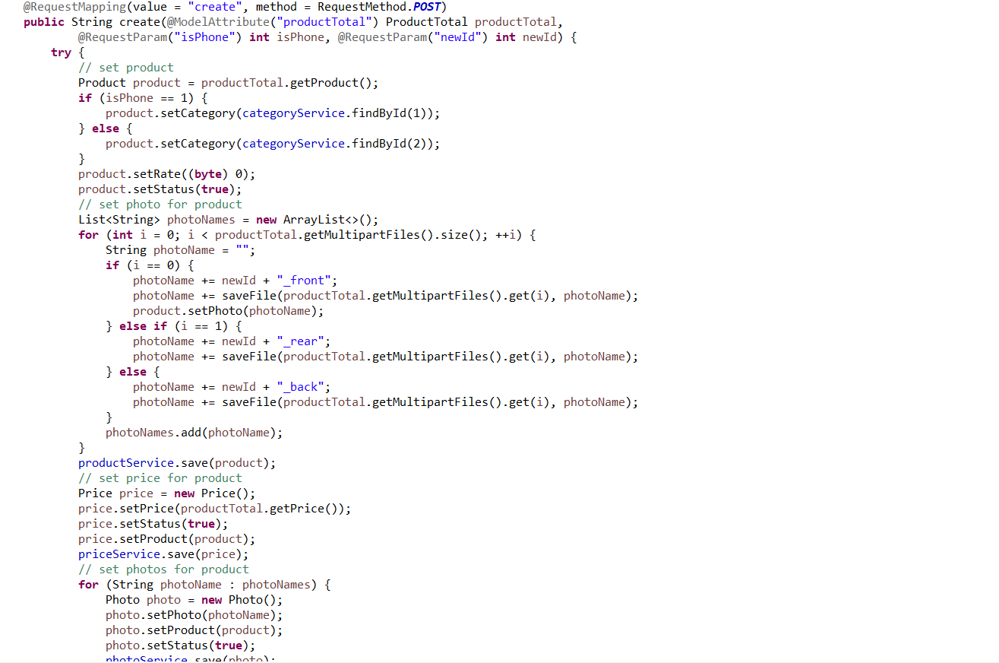 @RequestMapping(value = "create", method = RequestMethod.POST)
public String create(@ModelAttribute("productTotal") ProductTotal productTotal,
@RequestParam("isPhone") int isPhone, @RequestParam("newId") int newId) {
try {
// set product
Product product = productTotal.getProduct();
if (isPhone == 1) {
product.setCategory(categoryService.findById(1));
} else {
product.setCategory(categoryService.findById(2));
}
product.setRate((byte) 0);
product.setStatus(true);
// set photo for product
List<String> photoNames = new ArrayList<>();
for (int i = 0; i < productTotal.getMultipartFiles().size(); ++i) {
String photoName = "";
if (i == 0) {
photoName += newId + "_front";
photoName += saveFile(productTotal.getMultipartFiles().get(i), photoName);
product.setPhoto(photoName);
} else if (i == 1) {
photoName += newId + "_rear";
photoName += saveFile(productTotal.getMultipartFiles().get(i), photoName);
} else {
photoName += newId + "_back";
photoName += saveFile(productTotal.getMultipartFiles().get(i), photoName);
}
photoNames.add(photoName);
}
productService.save(product);
// set price for product
Price price = new Price();
price.setPrice(productTotal.getPrice());
price.setStatus(true);
price.setProduct(product);
priceService.save(price);
// set photos for product
for (String photoName : photoNames) {
Photo photo = new Photo();
photo.setPhoto(photoName);
photo.setProduct(product);
photo.setStatus(true);
photoService.save(photo);